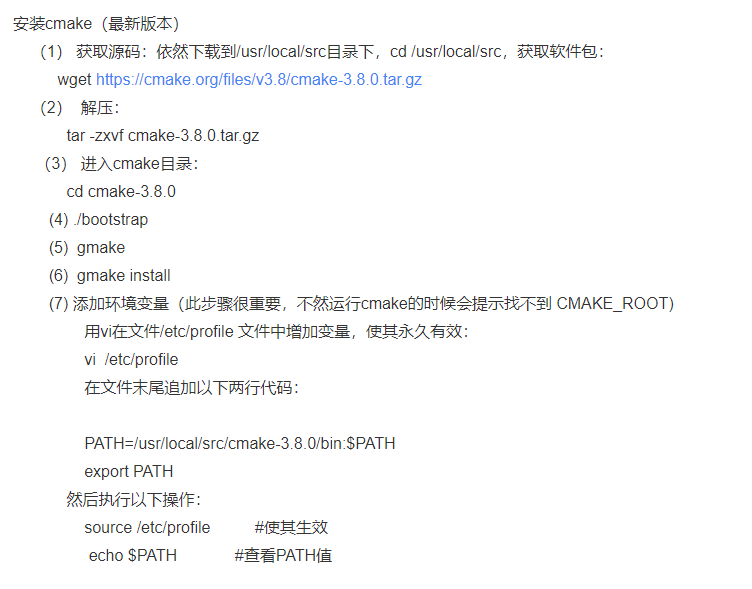 安装cmake（最新版本）
（1） 获取源码：依然下载到/usr/local/src目录下，cd /usr/local/src，获取软件包：
wget https://cmake.org/files/v3.8/cmake-3.8.0.tar.gz
（2） 解压：
tar -zxvf cmake-3.8.0.tar.gz
（3） 进入cmake目录：
cd cmake-3.8.0
(4) ./bootstrap
(5) gmake
(6) gmake install
(7) 添加环境变量（此步骤很重要，不然运行cmake的时候会提示找不到 CMAKE_ROOT）
用vi在文件/etc/profile 文件中增加变量，使其永久有效：
vi /etc/profile
在文件末尾追加以下两行代码：
PATH=/usr/local/src/cmake-3.8.0/bin:$PATH
export PATH
然后执行以下操作：
source /etc/profile #使其生效
echo $PATH #查看PATH值